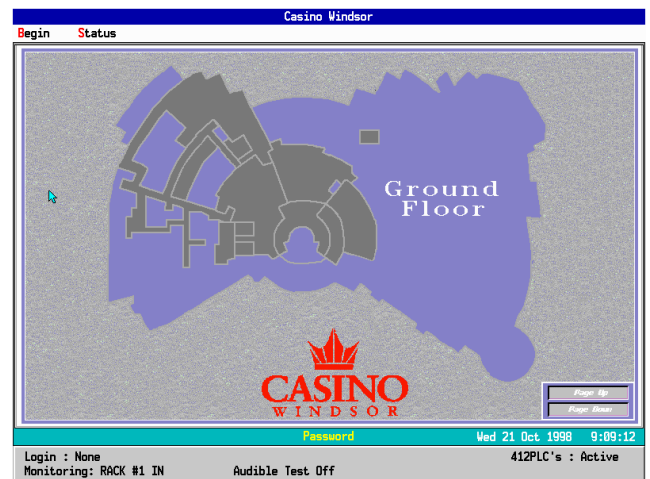 Casino Windsor
Begin Status
Ground
Floor
CASINO
WINDSOR
Page Up
Page Down
Password
Wed 21 Oct 1998 9:09:12
Login : None
412PLC's : Active
Monitoring: RACK #1 IN Audible Test Off